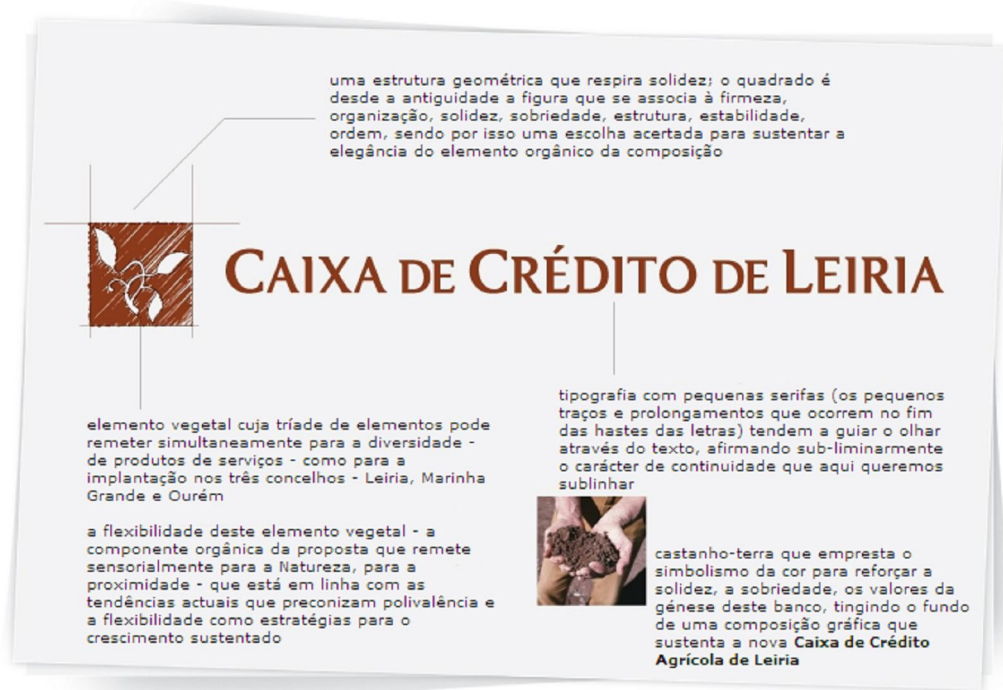 uma estrutura geométrica que respira solidez; o quadrado é
desde a antiguidade a figura que se associa à firmeza,
organização, solidez, sobriedade, estrutura, estabilidade,
ordem, sendo por isso uma escolha acertada para sustentar a
elegância do elemento orgânico da composição
CAIXA DE CRÉDITO DE LEIRIA
elemento vegetal cuja tríade de elementos pode
remeter simultaneamente para a diversidade -
de produtos de serviços - como para a
implantação nos três concelhos - Leiria, Marinha
Grande e Ourém
a flexibilidade deste elemento vegetal - a
componente orgânica da proposta que remete
sensorialmente para a Natureza, para a
proximidade - que está em linha com as
tendências actuais que preconizam polivalência e
a flexibilidade como estratégias para o
crescimento sustentado
tipografia com pequenas serifas (os pequenos
traços e prolongamentos que ocorrem no fim
das hastes das letras) tendem a guiar o olhar
através do texto, afirmando sub-liminarmente
o carácter de continuidade que aqui queremos
sublinhar
castanho-terra que empresta o
simbolismo da cor para reforçar a
solidez, a sobriedade, os valores da
génese deste banco, tingindo o fundo
de uma composição gráfica que
sustenta a nova Caixa de Crédito
Agrícola de Leiria